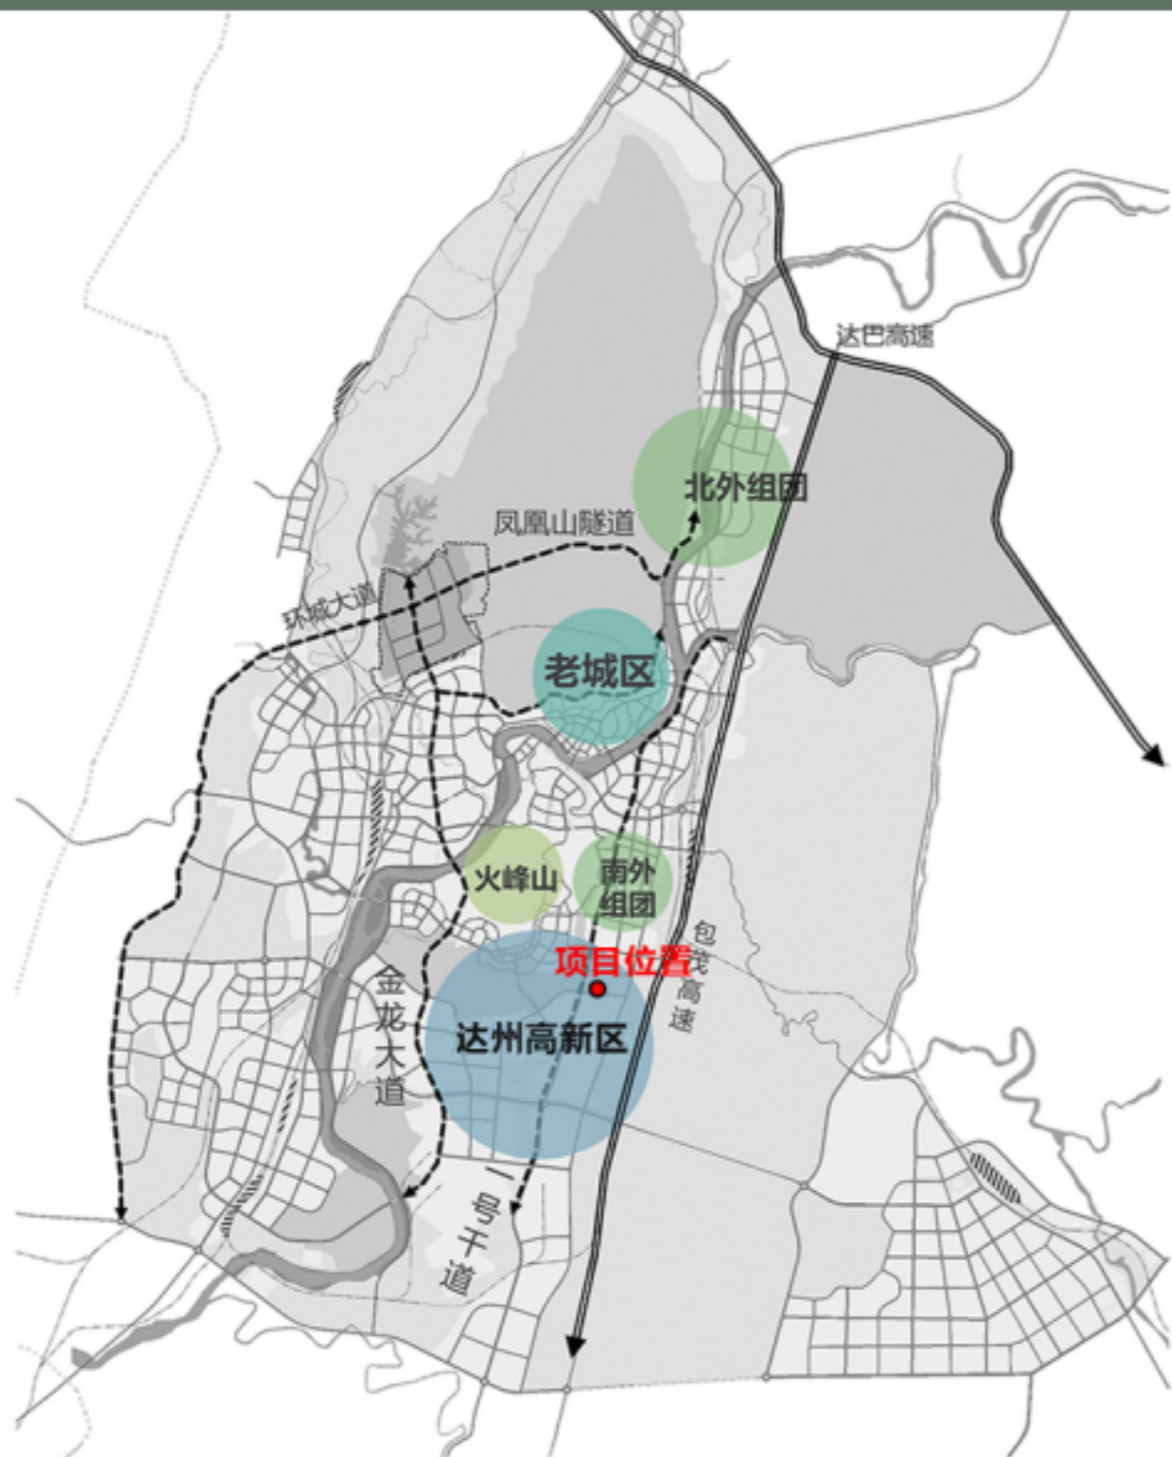 达巴高速
北外组团
凤凰山隧道
环城大道
老城区
火峰山
南外
组团
包茂高速
项目位置
金龙大道
达州高新区
一号干道